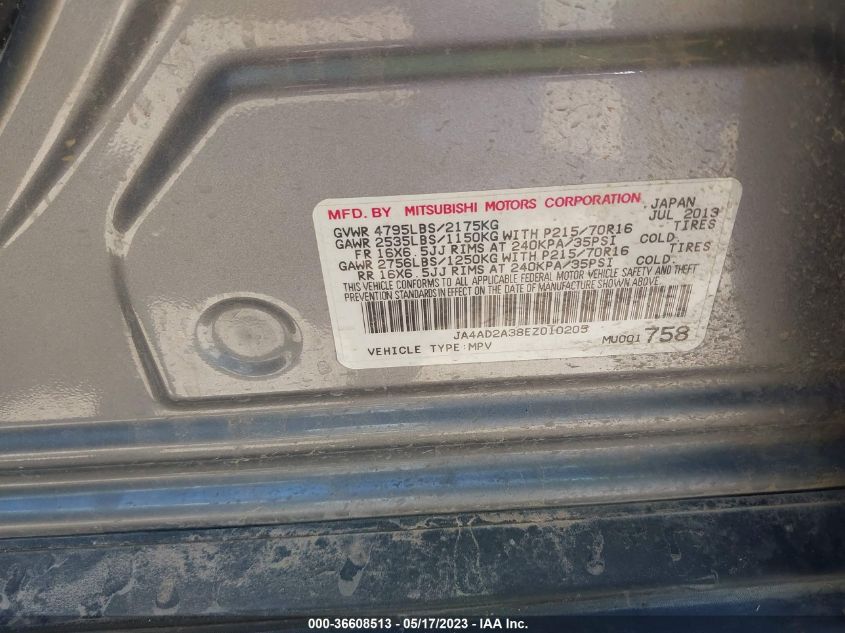 MFD. BY MITSUBISHI MOTORS CORPORATION JAPAN
GVWR 4795LBS/2175KG JUL 2013
GAWR 2535LBS/1150KG WITH P215/70R16 TIRES
FR 16X6.5JJ RIMS AT 240KPA/35PSI COLD
GAWR 2756LBS/1250KG WITH P215/70R16 TIRES
RR 16X6.5JJ RIMS AT 240KPA/35PSI COLD
THIS VEHICLE CONFORMS TO ALL APPLICABLE FEDERAL MOTOR VEHICLE SAFETY AND THEFT
PREVENTION STANDARDS IN EFFECT ON THE DATE OF MANUFACTURE SHOWN ABOVE.
JA4AD2A38EZ010205
VEHICLE TYPE:MPV MU001758
000-36608513 — 05/17/2023 — IAA Inc.